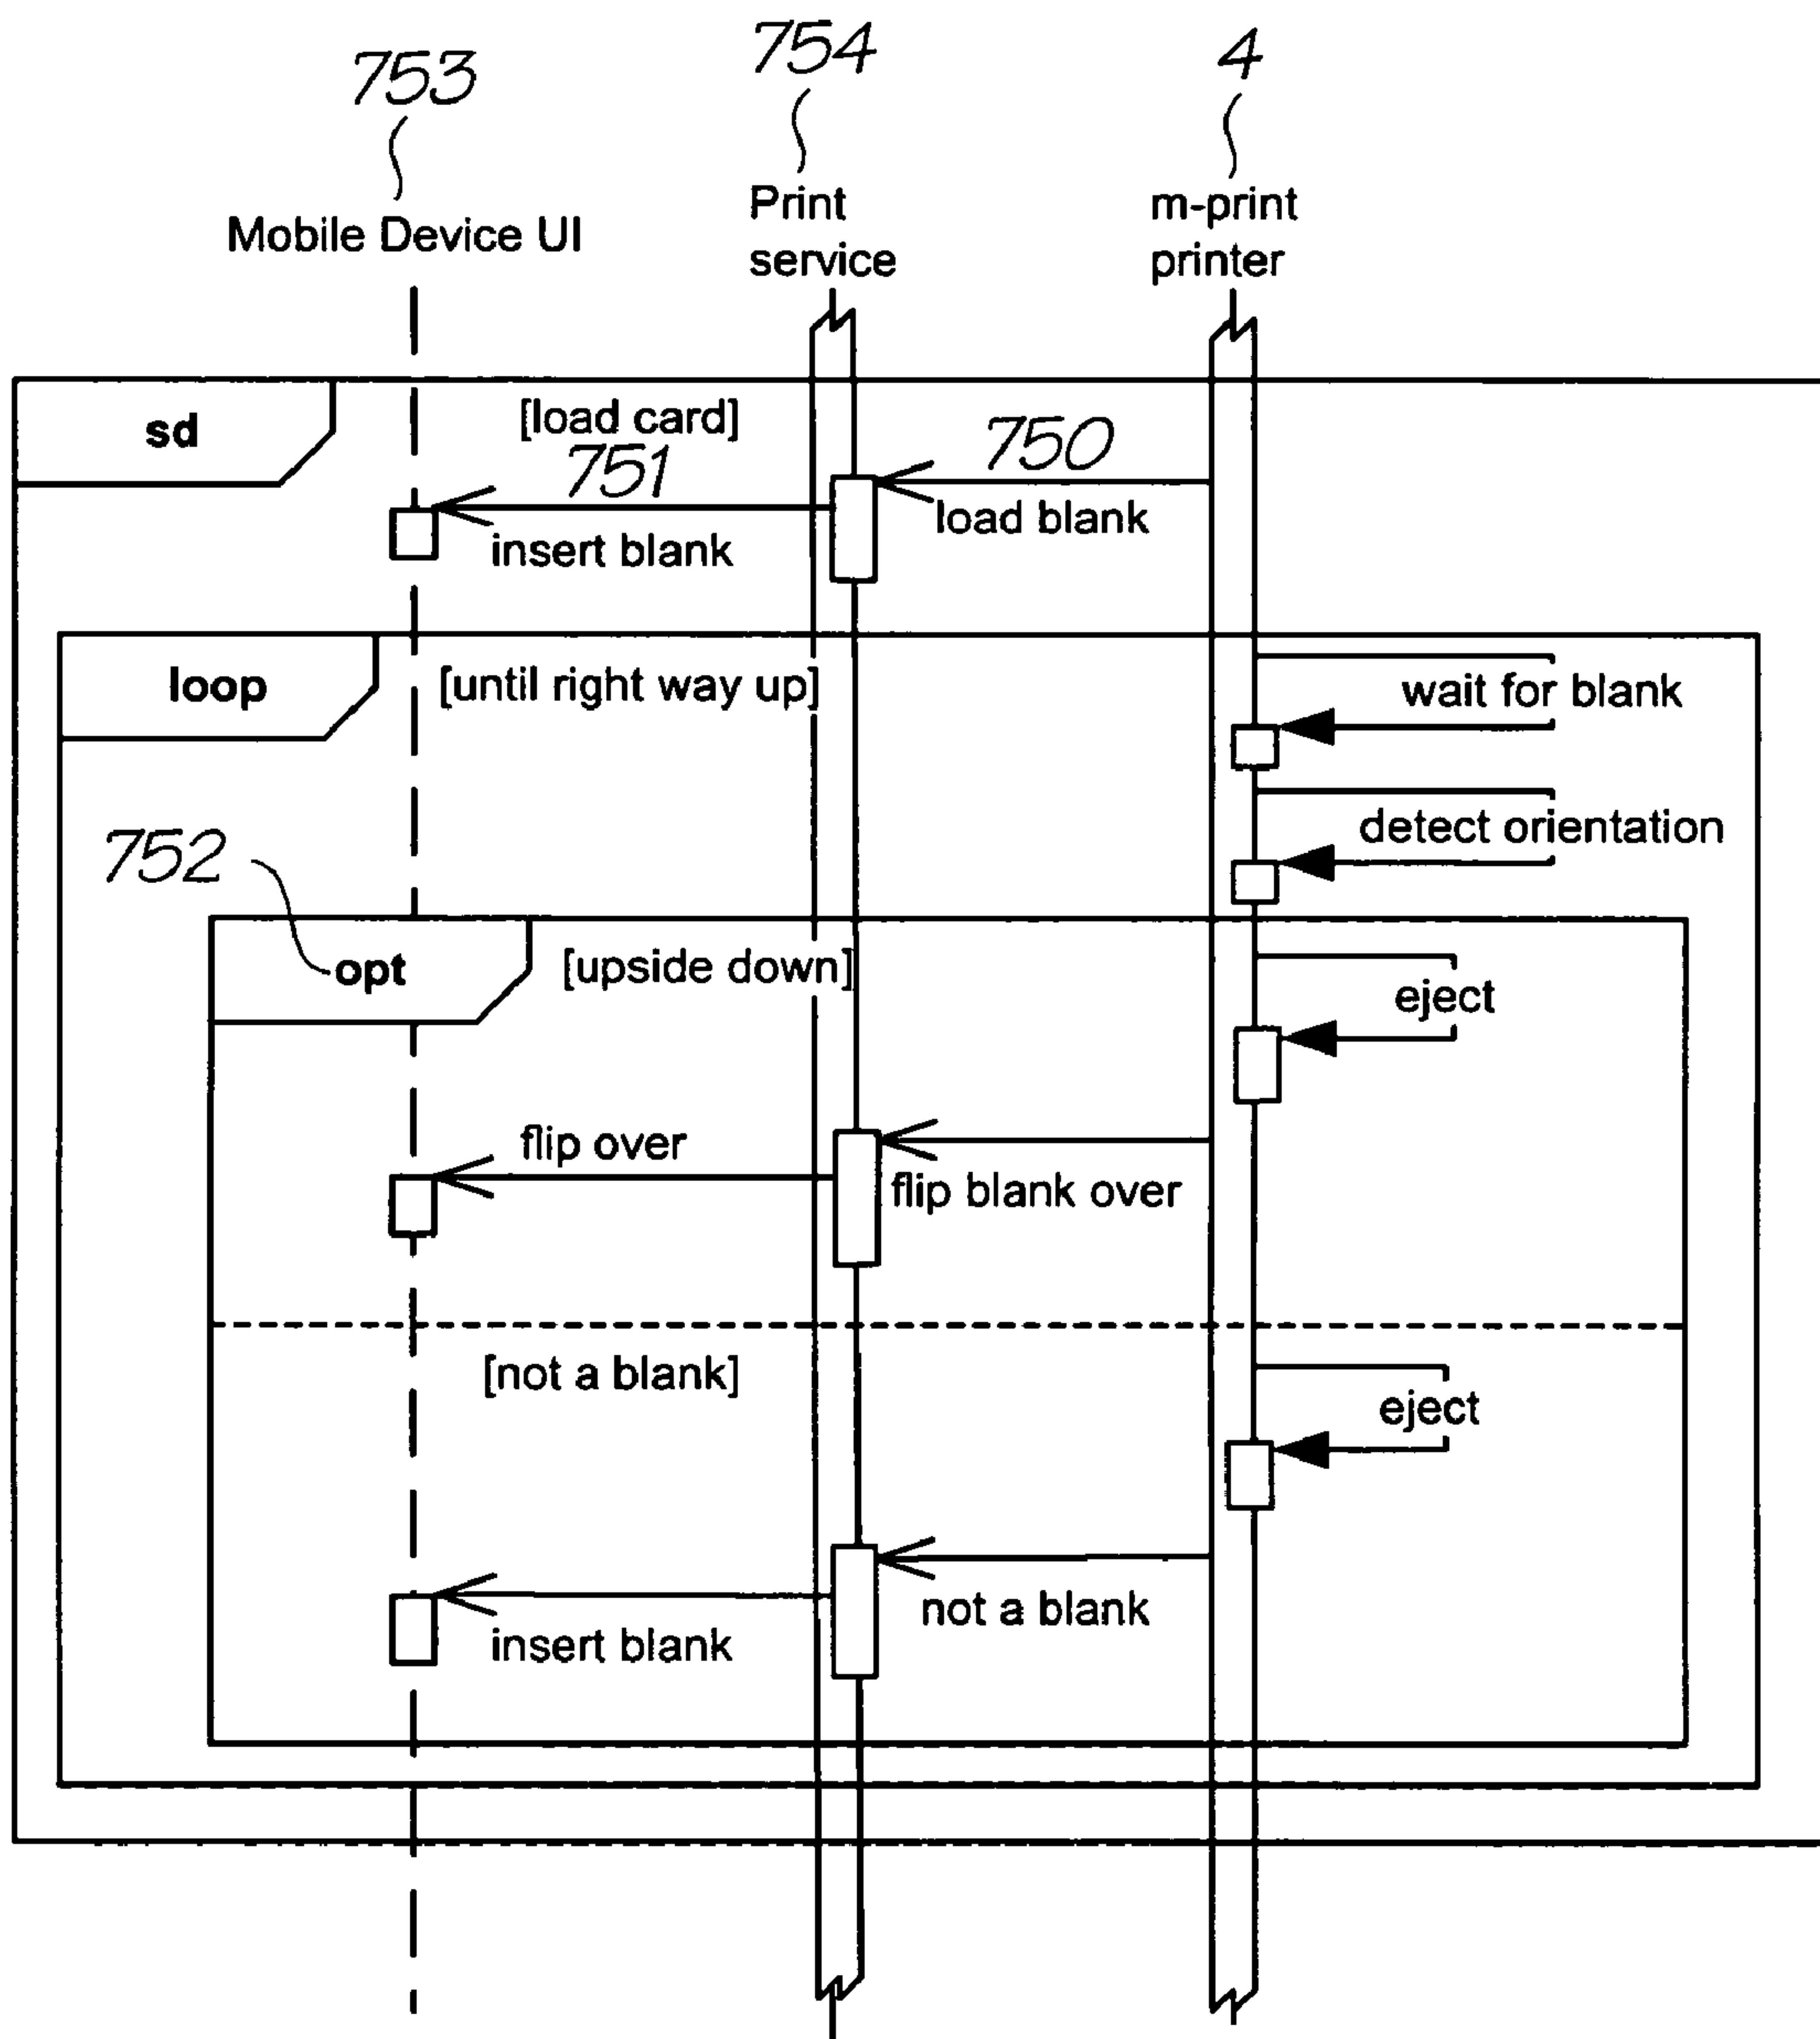 753
754
4
Mobile Device UI
Print
service
m-print
printer
sd
[load card]
751
750
insert blank
load blank
loop
[until right way up]
wait for blank
detect orientation
752
opt
[upside down]
eject
flip over
flip blank over
[not a blank]
eject
not a blank
insert blank